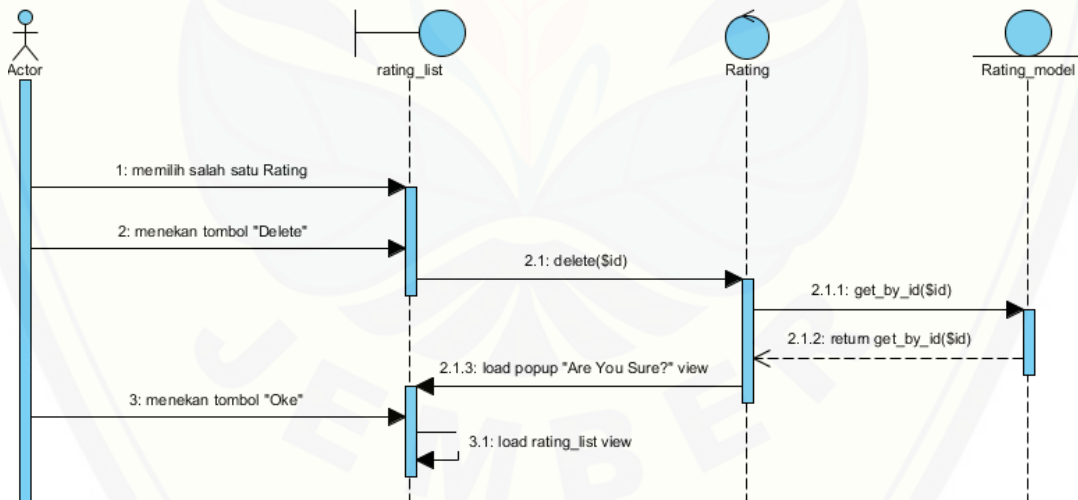 Actor
rating_list
Rating
Rating_model
1: memilih salah satu Rating
2: menekan tombol "Delete"
2.1: delete($id)
2.1.1: get_by_id($id)
2.1.2: return get_by_id($id)
2.1.3: load popup "Are You Sure?" view
3: menekan tombol "Oke"
3.1: load rating_list view
JEMBER